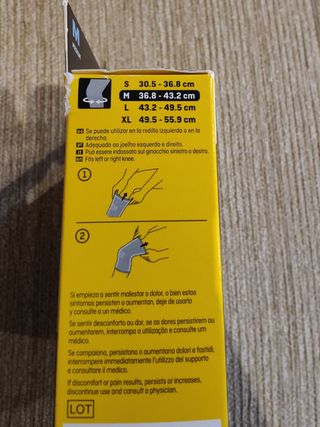 M
S 30.5 - 36.8 cm
M 36.8 - 43.2 cm
L 43.2 - 49.5 cm
XL 49.5 - 55.9 cm
es Se puede utilizar en la rodilla izquierda o en la
derecha.
pt Adequado ao joelho esquerdo e direito.
it Può essere indossato sul ginocchio sinistro o destro.
en Fits left or right knee.
1
2
Si empieza a sentir malestar o dolor, o bien estos
síntomas persisten o aumentan, deje de usarlo
y consulte a un médico.
Se sentir desconforto ou dor, se as dores persistirem ou
aumentarem, interrompa a utilização e consulte um
médico.
Se compaiono, persistono o aumentano dolori e fastidi,
interrompere immediatamente l'utilizzo del supporto
e consultare il medico.
If discomfort or pain results, persists or increases,
discontinue use and consult a physician.
LOT